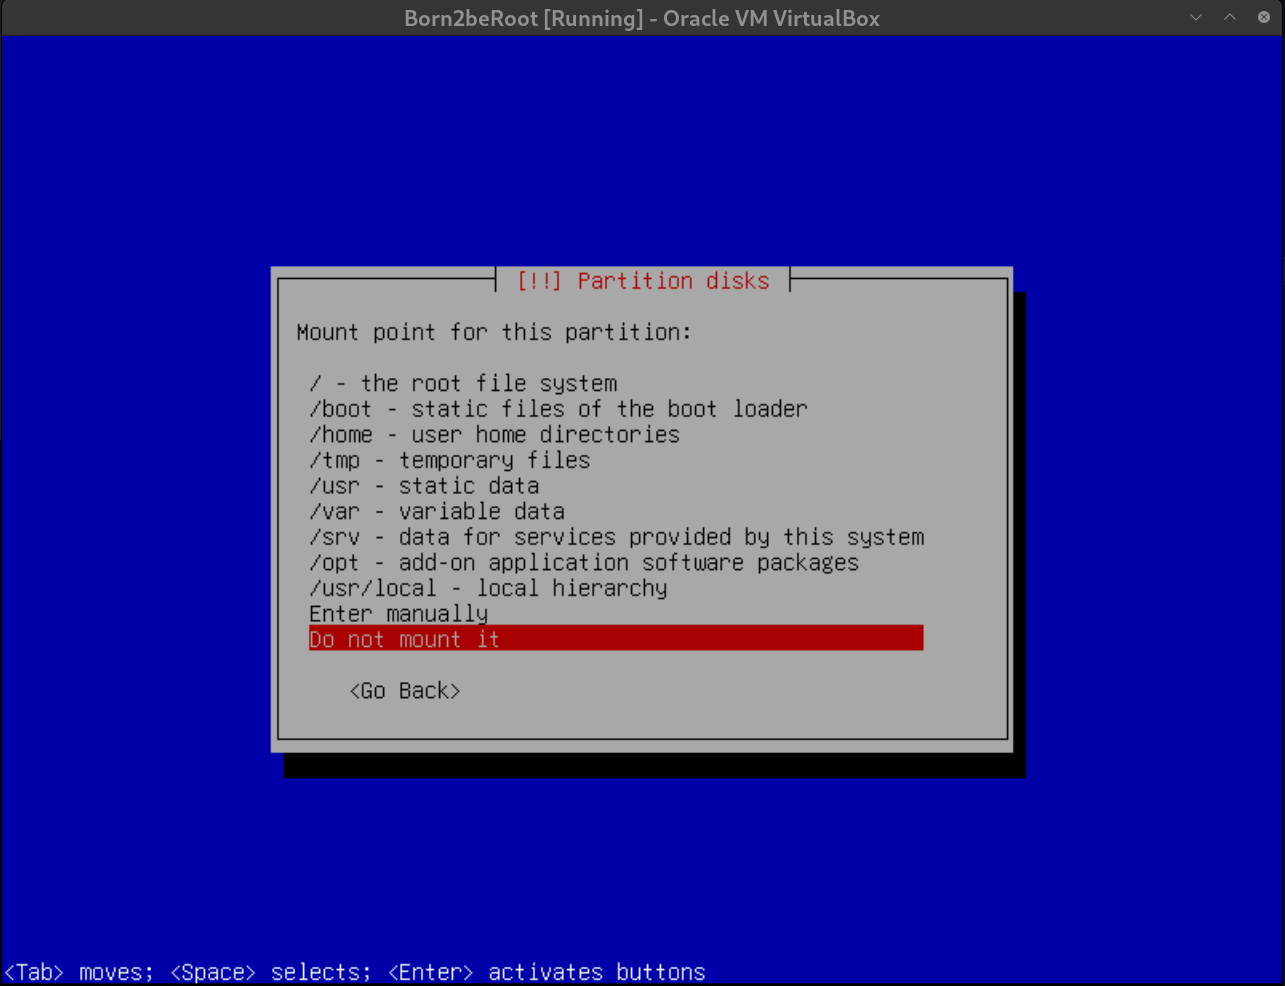 Born2beRoot [Running] - Oracle VM VirtualBox
[!!] Partition disks
Mount point for this partition:
/ - the root file system
/boot - static files of the boot loader
/home - user home directories
/tmp - temporary files
/usr - static data
/var - variable data
/srv - data for services provided by this system
/opt - add-on application software packages
/usr/local - local hierarchy
Enter manually
Do not mount it
<Go Back>
<Tab> moves; <Space> selects; <Enter> activates buttons